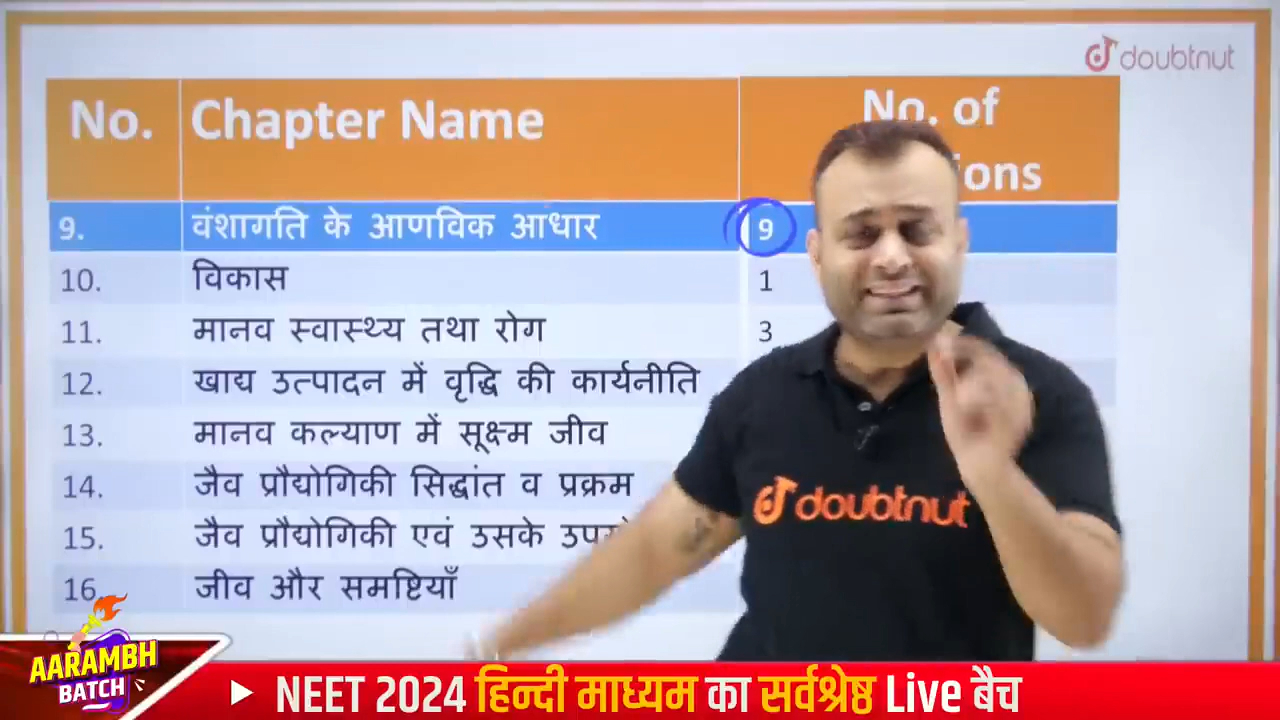 doubtnut
No. Chapter Name No. of
9. वंशागति के आणविक आधार 9
10. विकास 1
11. मानव स्वास्थ्य तथा रोग 3
12. खाद्य उत्पादन में वृद्धि की कार्यनीति
13. मानव कल्याण में सूक्ष्म जीव
14. जैव प्रौद्योगिकी सिद्धांत व प्रक्रम
15. जैव प्रौद्योगिकी एवं उसके
16. जीव और समष्टियाँ
doubtnut
AARAMBH
BATCH
NEET 2024 हिन्दी माध्यम का सर्वश्रेष्ठ Live बैच